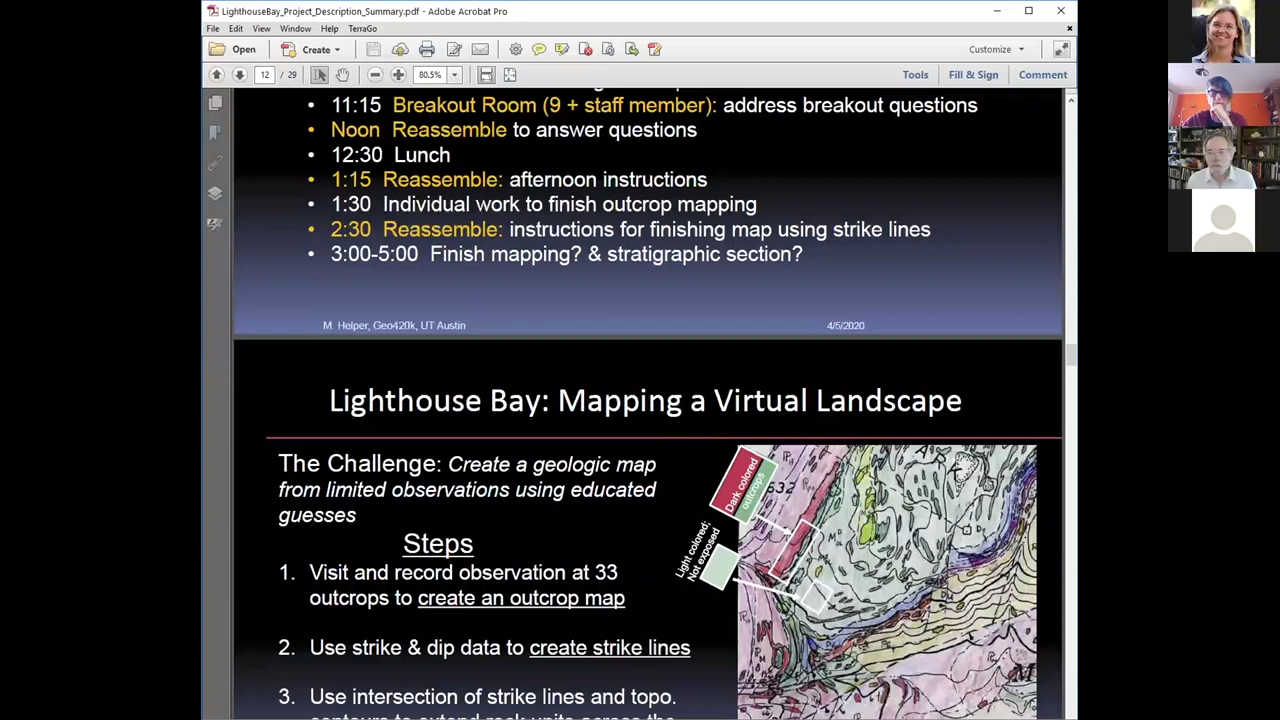 LighthouseBay_Project_Description_Summary.pdf - Adobe Acrobat Pro
File Edit View Window Help TerraGo
Open Create Customize
12 / 29 80.5% Tools Fill & Sign Comment
• 11:15 Breakout Room (9 + staff member): address breakout questions
• Noon Reassemble to answer questions
• 12:30 Lunch
• 1:15 Reassemble: afternoon instructions
• 1:30 Individual work to finish outcrop mapping
• 2:30 Reassemble: instructions for finishing map using strike lines
• 3:00-5:00 Finish mapping? & stratigraphic section?
M. Helper, Geo420k, UT Austin 4/5/2020
Lighthouse Bay: Mapping a Virtual Landscape
The Challenge: Create a geologic map
from limited observations using educated
guesses
Steps
1. Visit and record observation at 33
outcrops to create an outcrop map
2. Use strike & dip data to create strike lines
3. Use intersection of strike lines and topo.
Dark colored
outcrops
Light colored;
Not exposed